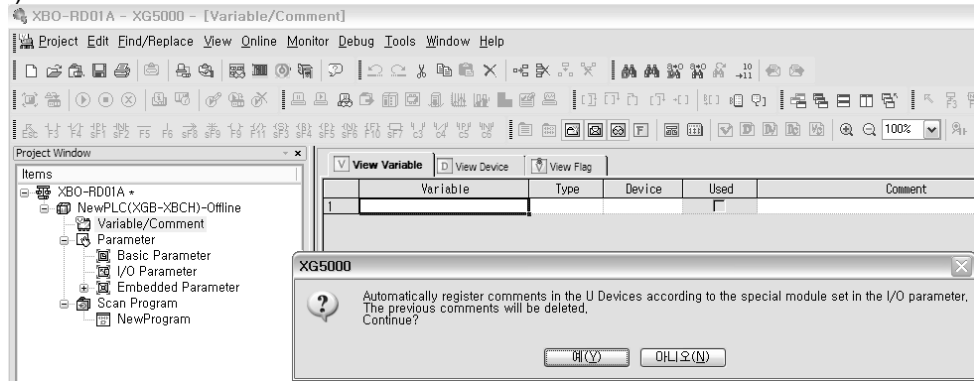 XBO-RD01A - XG5000 - [Variable/Comment]
Project Edit Find/Replace View Online Monitor Debug Tools Window Help
100%
Project Window
Items
XBO-RD01A *
NewPLC(XGB-XBCH)-Offline
Variable/Comment
Parameter
Basic Parameter
I/O Parameter
Embedded Parameter
Scan Program
NewProgram
V View Variable D View Device View Flag
Variable Type Device Used Comment
1
XG5000
Automatically register comments in the U Devices according to the special module set in the I/O parameter,
The previous comments will be deleted,
Continue?
예(Y) 아니오(N)